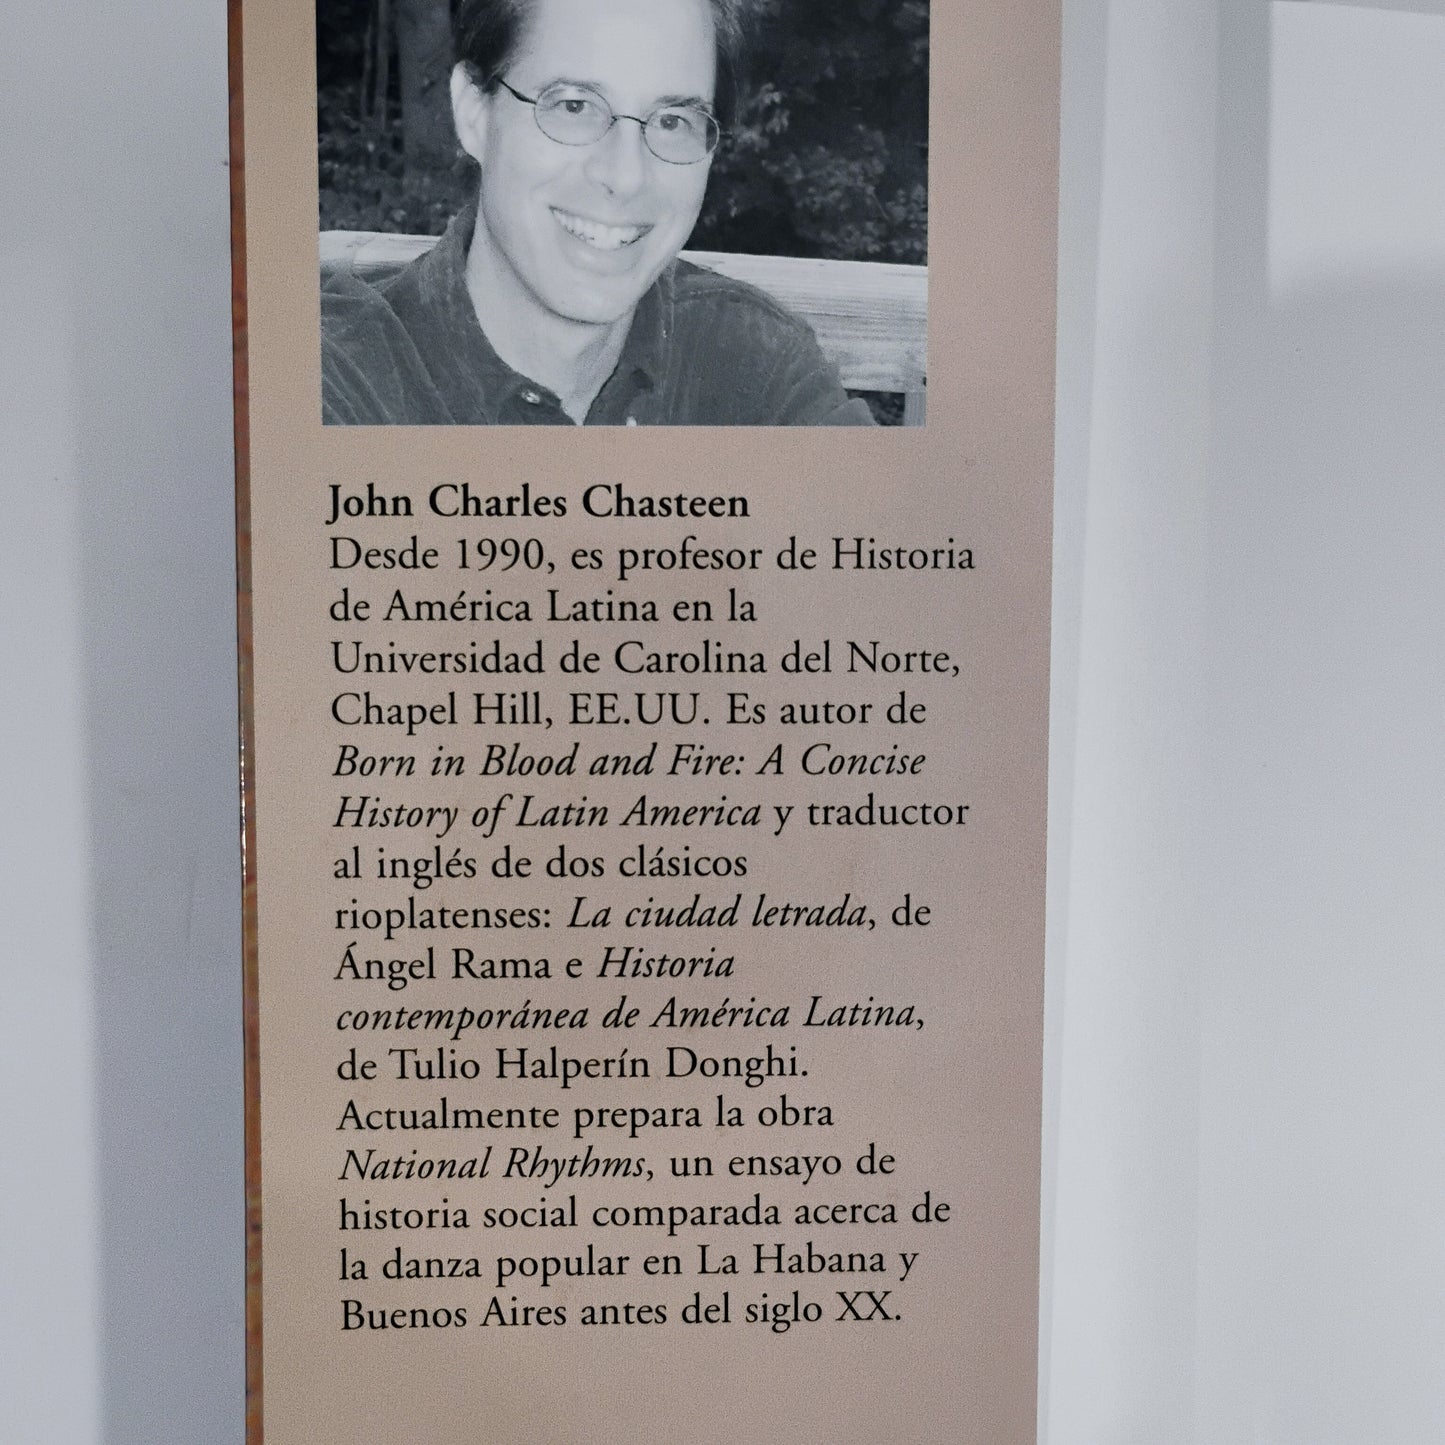 John Charles Chasteen
Desde 1990, es profesor de Historia
de América Latina en la
Universidad de Carolina del Norte,
Chapel Hill, EE.UU. Es autor de
Born in Blood and Fire: A Concise
History of Latin America y traductor
al inglés de dos clásicos
rioplatenses: La ciudad letrada, de
Ángel Rama e Historia
contemporánea de América Latina,
de Tulio Halperín Donghi.
Actualmente prepara la obra
National Rhythms, un ensayo de
historia social comparada acerca de
la danza popular en La Habana y
Buenos Aires antes del siglo XX.